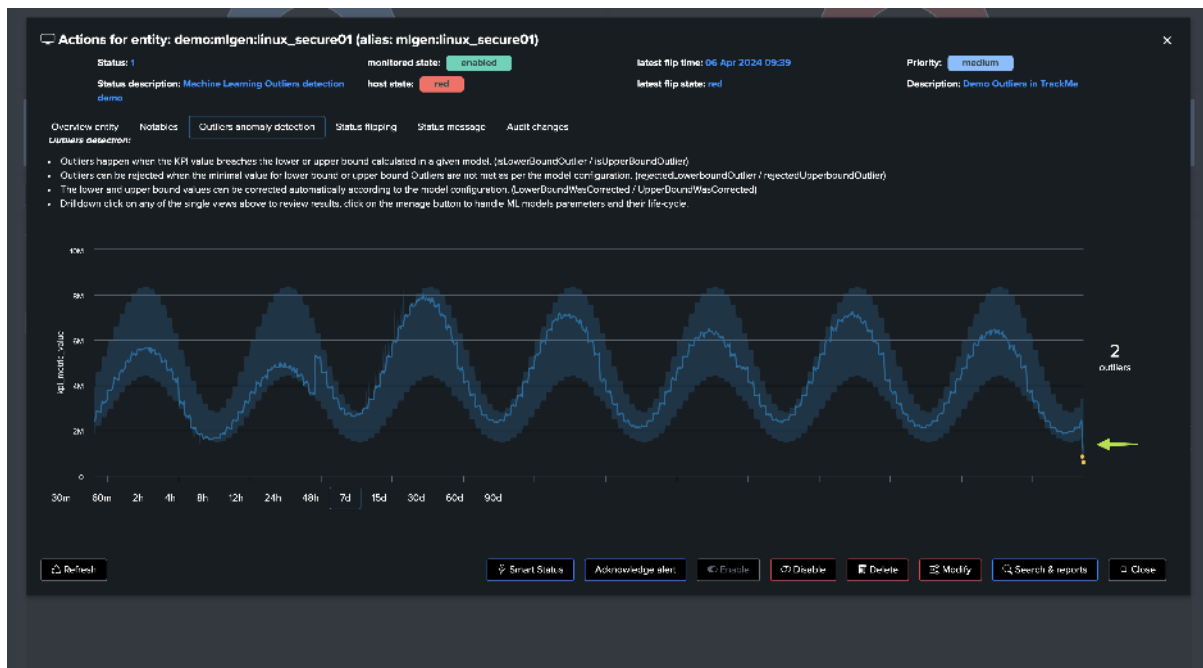 Actions for entity: demo:mlgen:linux_secure01 (alias: mlgen:linux_secure01)
Status: 1
monitored state: enabled
latest flip time: 06 Apr 2024 09:39
Priority: medium
Status description: Machine Learning Outliers detection demo
host state: red
latest flip state: red
Description: Demo Outliers in TrackMe
Overview entity Notables Outliers anomaly detection Status flipping Status message Audit changes
Outliers detection:
• Outliers happen when the KPI value breaches the lower or upper bound calculated in a given model. (isLowerBoundOutlier / isUpperBoundOutlier)
• Outliers can be rejected when the minimal value for lower bound or upper bound Outliers are not met as per the model configuration. (rejectedLowerboundOutlier / rejectedUpperboundOutlier)
• The lower and upper bound values can be corrected automatically according to the model configuration. (LowerBoundWasCorrected / UpperBoundWasCorrected)
• Drilldown click on any of the single views above to review results, click on the manage button to handle ML models parameters and their life-cycle.
10M
8M
6M
4M
2M
0
kpi_metric_value
2
outliers
30m 60m 2h 4h 8h 12h 24h 48h 7d 15d 30d 60d 90d
Refresh Smart Status Acknowledge alert Enable Disable Delete Modify Search & reports Close